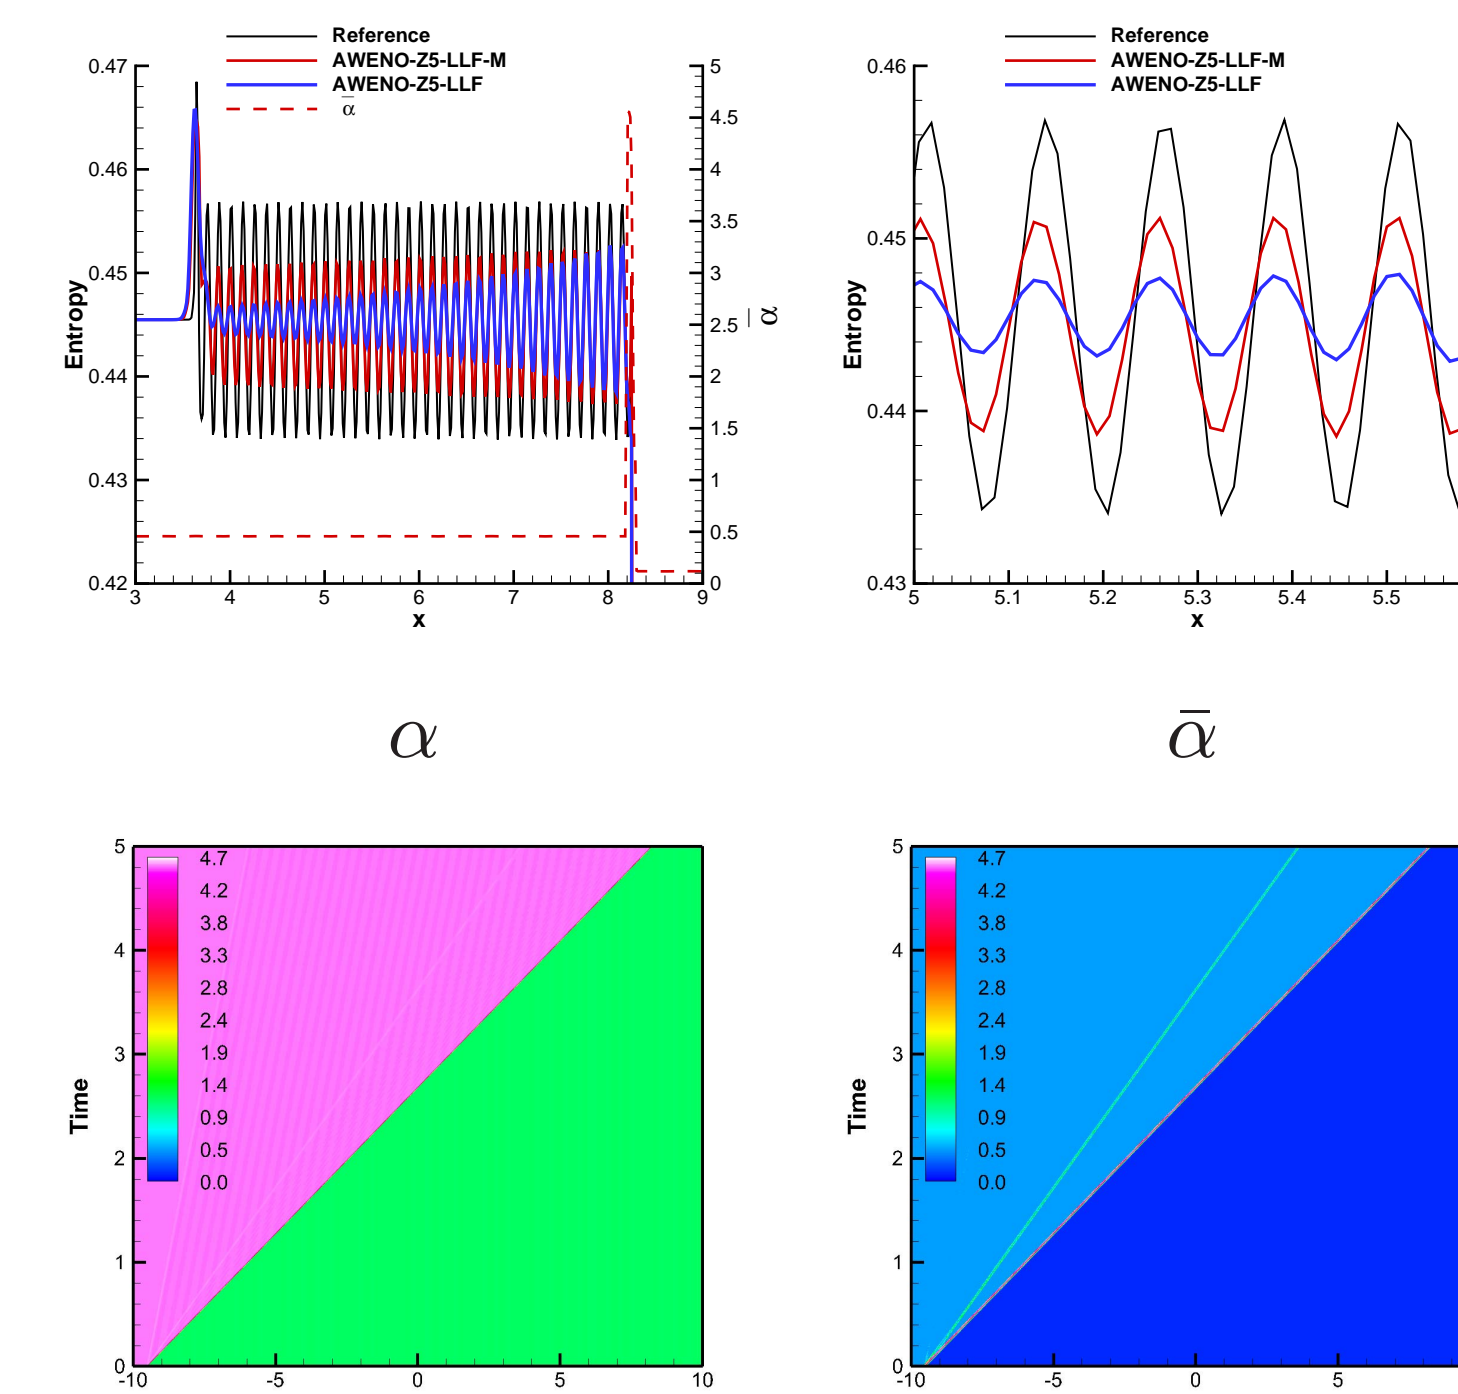 Reference
AWENO-Z5-LLF-M
AWENO-Z5-LLF
ᾱ
0.47
0.46
0.45
0.44
0.43
0.42
Entropy
3 4 5 6 7 8 9
x
5
4.5
4
3.5
3
2.5
2
1.5
1
0.5
0
ᾱ
Reference
AWENO-Z5-LLF-M
AWENO-Z5-LLF
0.46
0.45
0.44
0.43
Entropy
5 5.1 5.2 5.3 5.4 5.5
x
α
ᾱ
5
4
3
2
1
0
Time
4.7
4.2
3.8
3.3
2.8
2.4
1.9
1.4
0.9
0.5
0.0
-10 -5 0 5 10
5
4
3
2
1
0
Time
4.7
4.2
3.8
3.3
2.8
2.4
1.9
1.4
0.9
0.5
0.0
-10 -5 0 5